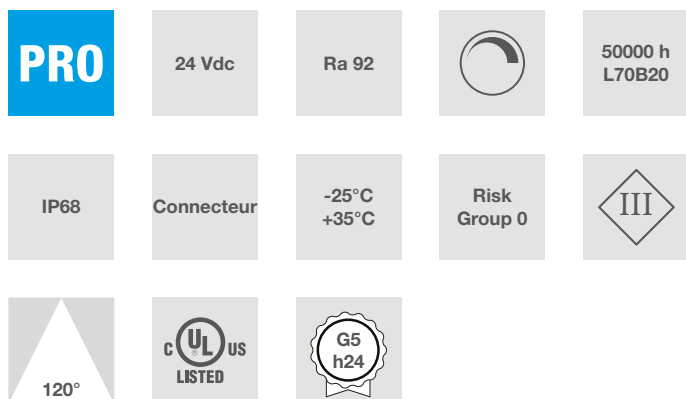 PRO
24 Vdc
Ra 92
50000 h
L70B20
IP68
Connecteur
-25°C
+35°C
Risk
Group 0
III
120°
C UL® US
LISTED
G5
h24